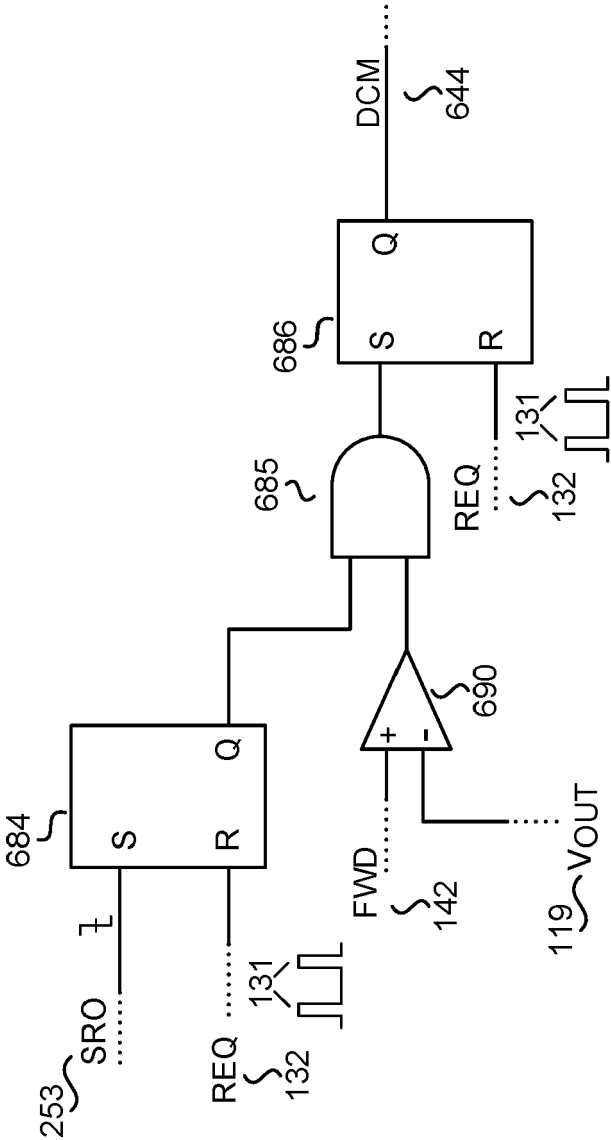 253
SRO
S
684
Q
R
REQ
132
131
FWD
142
+
-
690
119
VOUT
685
S
686
Q
R
REQ
132
131
DCM
644